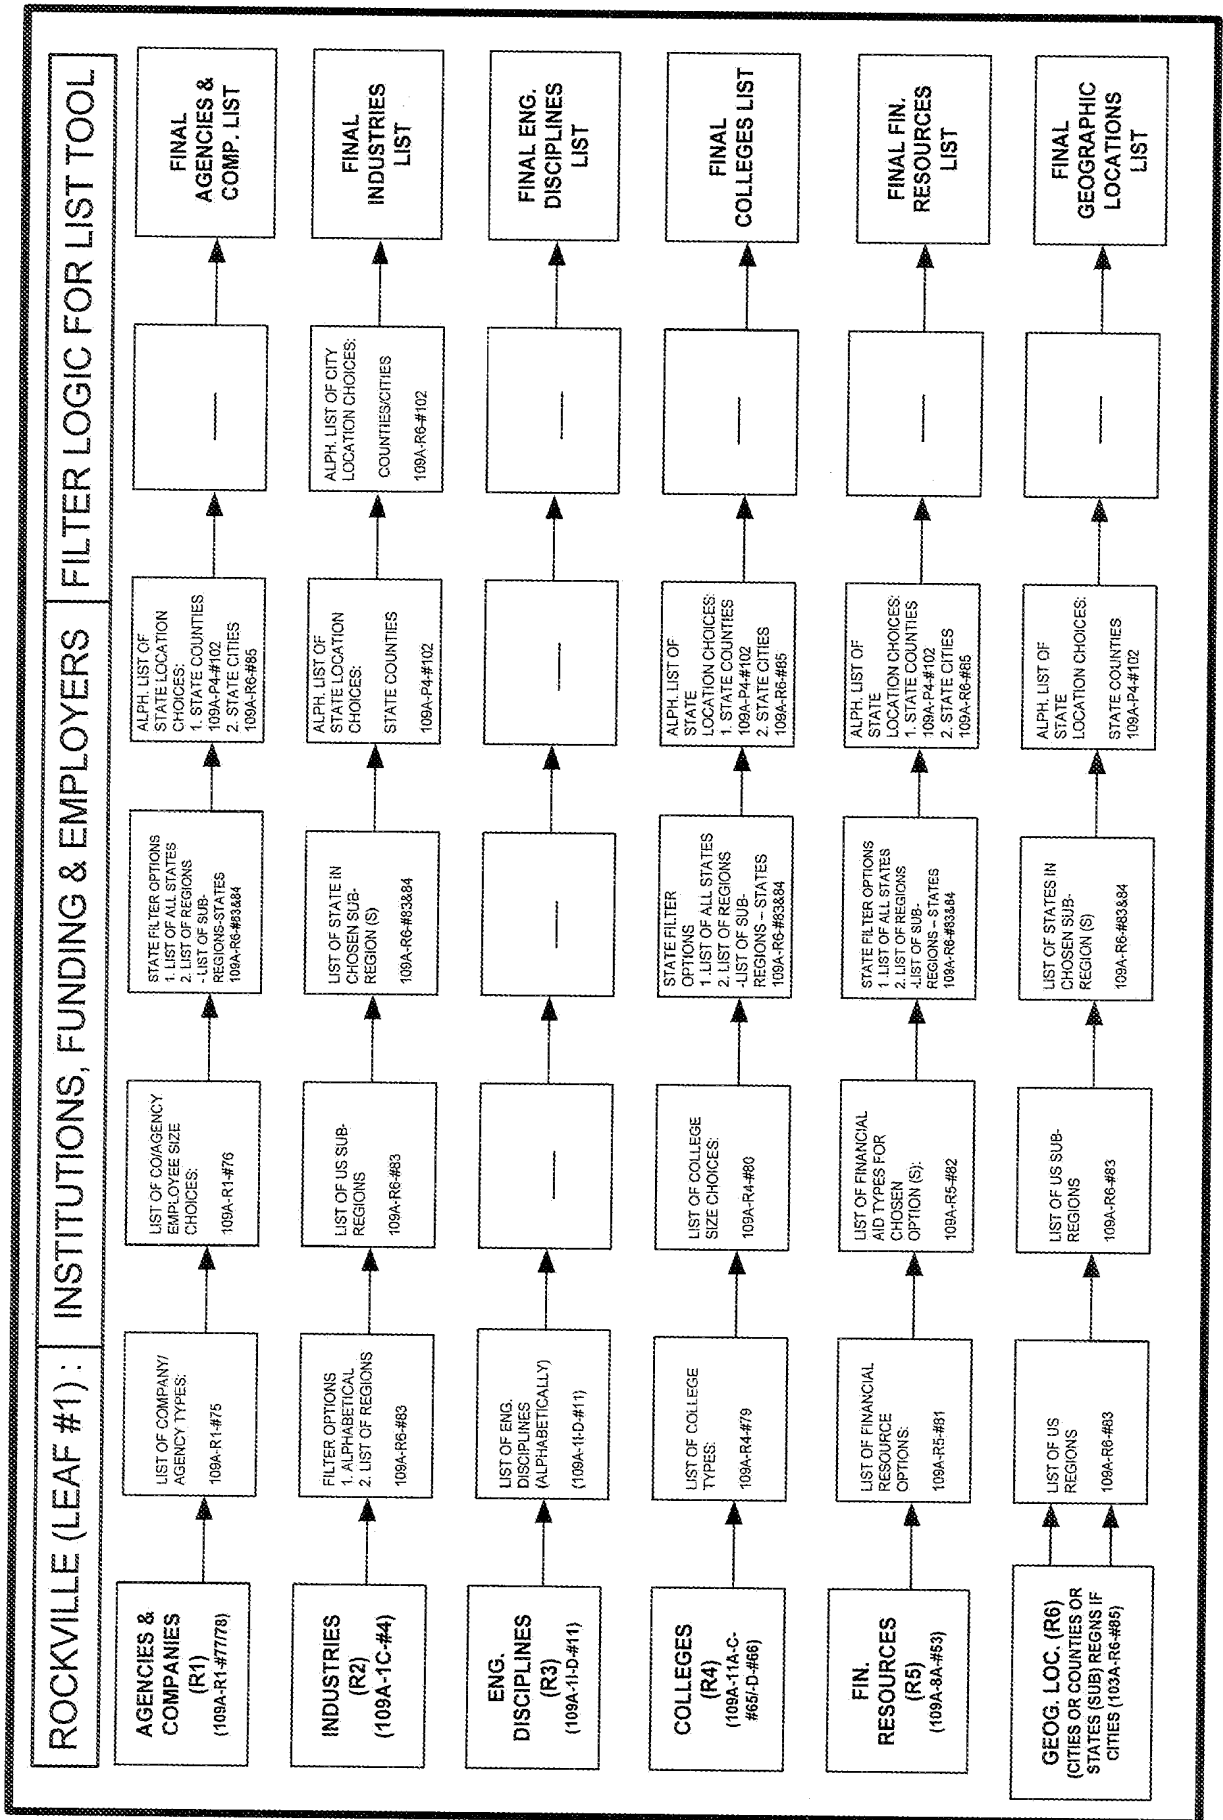 ROCKVILLE (LEAF #1) :
INSTITUTIONS, FUNDING & EMPLOYERS
FILTER LOGIC FOR LIST TOOL
AGENCIES &
COMPANIES
(R1)
(109A-R1-#77/78)
LIST OF COMPANY/
AGENCY TYPES:
109A-R1-#75
LIST OF CO/AGENCY
EMPLOYEE SIZE
CHOICES:
109A-R1-#76
STATE FILTER OPTIONS
1. LIST OF ALL STATES
2. LIST OF REGIONS
- LIST OF SUB-
REGIONS-STATES
109A-R6-#83&84
ALPH. LIST OF
STATE LOCATION
CHOICES:
1. STATE COUNTIES
109A-P4-#102
2. STATE CITIES
109A-R6-#85
—
FINAL
AGENCIES &
COMP. LIST
INDUSTRIES
(R2)
(109A-1C-#4)
FILTER OPTIONS
1. ALPHABETICAL
2. LIST OF REGIONS
109A-R6-#83
LIST OF US SUB-
REGIONS
109A-R6-#83
LIST OF STATE IN
CHOSEN SUB-
REGION (S)
109A-R6-#83&84
ALPH. LIST OF
STATE LOCATION
CHOICES:
STATE COUNTIES
109A-P4-#102
ALPH. LIST OF CITY
LOCATION CHOICES:
COUNTIES/CITIES
109A-R6-#102
FINAL
INDUSTRIES
LIST
ENG.
DISCIPLINES
(R3)
(109A-1I-D-#11)
LIST OF ENG.
DISCIPLINES
(ALPHABETICALLY)
(109A-1I-D-#11)
—
—
—
—
FINAL ENG.
DISCIPLINES
LIST
COLLEGES
(R4)
(109A-11A-C-
#65/-D-#66)
LIST OF COLLEGE
TYPES:
109A-R4-#79
LIST OF COLLEGE
SIZE CHOICES:
109A-R4-#80
STATE FILTER
OPTIONS
1. LIST OF ALL STATES
2. LIST OF REGIONS
-LIST OF SUB-
REGIONS – STATES
109A-R6-#83&84
ALPH. LIST OF
STATE
LOCATION CHOICES:
1. STATE COUNTIES
109A-P4-#102
2. STATE CITIES
109A-R6-#85
—
FINAL
COLLEGES LIST
FIN.
RESOURCES
(R5)
(109A-8A-#53)
LIST OF FINANCIAL
RESOURCE
OPTIONS:
109A-R5-#81
LIST OF FINANCIAL
AID TYPES FOR
CHOSEN
OPTION (S):
109A-R5-#82
STATE FILTER OPTIONS
1. LIST OF ALL STATES
2. LIST OF REGIONS
-LIST OF SUB-
REGIONS – STATES
109A-R6-#83&84
ALPH. LIST OF
STATE
LOCATION CHOICES:
1. STATE COUNTIES
109A-P4-#102
2. STATE CITIES
109A-R6-#85
—
FINAL FIN.
RESOURCES
LIST
GEOG. LOC. (R6)
(CITIES OR COUNTIES OR
STATES (SUB) REGNS IF
CITIES (103A-R6-#85)
LIST OF US
REGIONS
109A-R6-#83
LIST OF US SUB-
REGIONS
109A-R6-#83
LIST OF STATES IN
CHOSEN SUB-
REGION (S)
109A-R6-#83&84
ALPH. LIST OF
STATE
LOCATION CHOICES:
STATE COUNTIES
109A-P4-#102
—
FINAL
GEOGRAPHIC
LOCATIONS
LIST